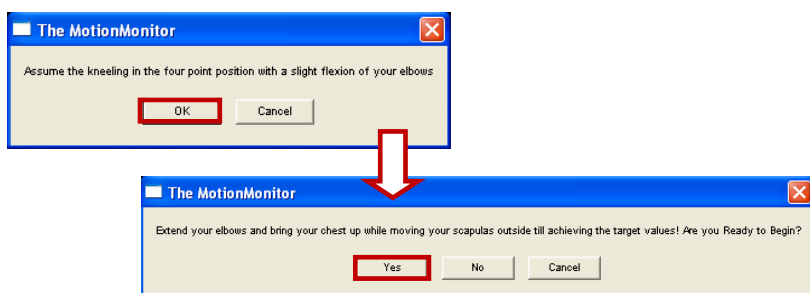 The MotionMonitor
Assume the kneeling in the four point position with a slight flexion of your elbows
OK Cancel
The MotionMonitor
Extend your elbows and bring your chest up while moving your scapulas outside till achieving the target values! Are you Ready to Begin?
Yes No Cancel